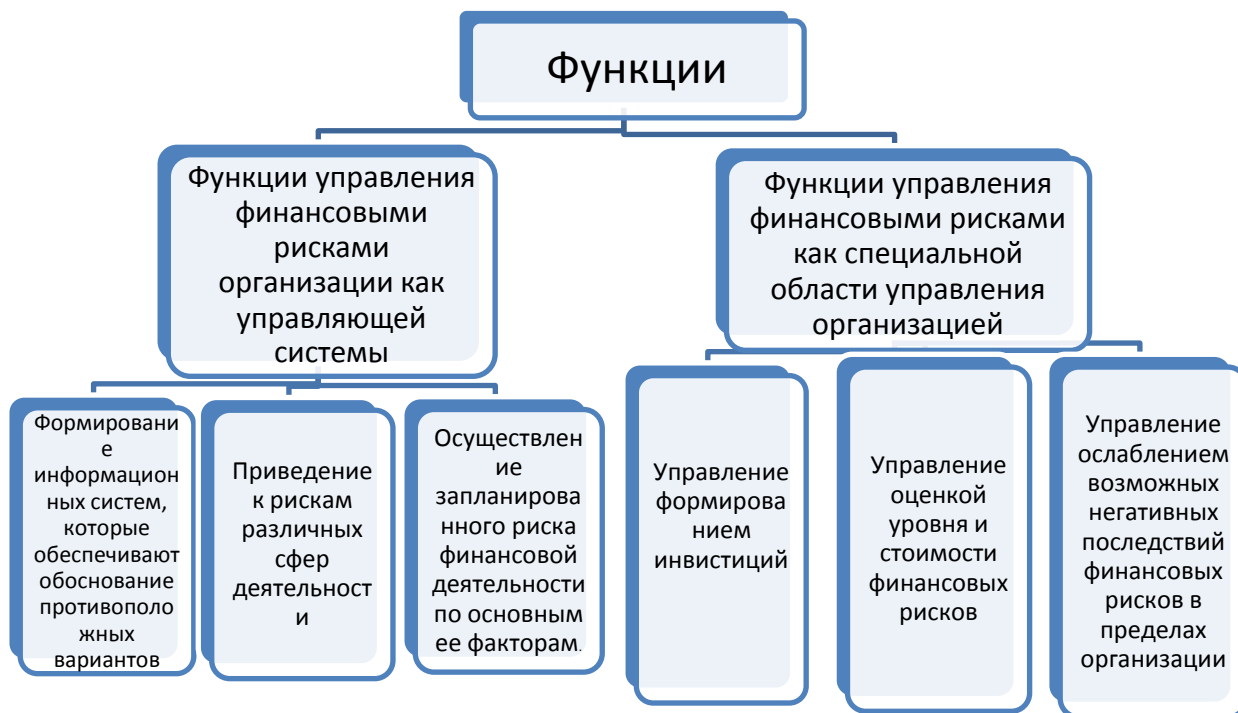 Функции
Функции управления
финансовыми
рисками
организации как
управляющей
системы
Функции управления
финансовыми рисками
как специальной
области управления
организацией
Формировани
е
информацион
ных систем,
которые
обеспечивают
обоснование
противополо
жных
вариантов
Приведение
к рискам
различных
сфер
деятельност
и
Осуществлен
ие
запланирова
нного риска
финансовой
деятельности
по основным
ее факторам.
Управление
формирова
нием
инвистиций
Управление
оценкой
уровня и
стоимости
финансовых
рисков
Управление
ослаблением
возможных
негативных
последствий
финансовых
рисков в
пределах
организации